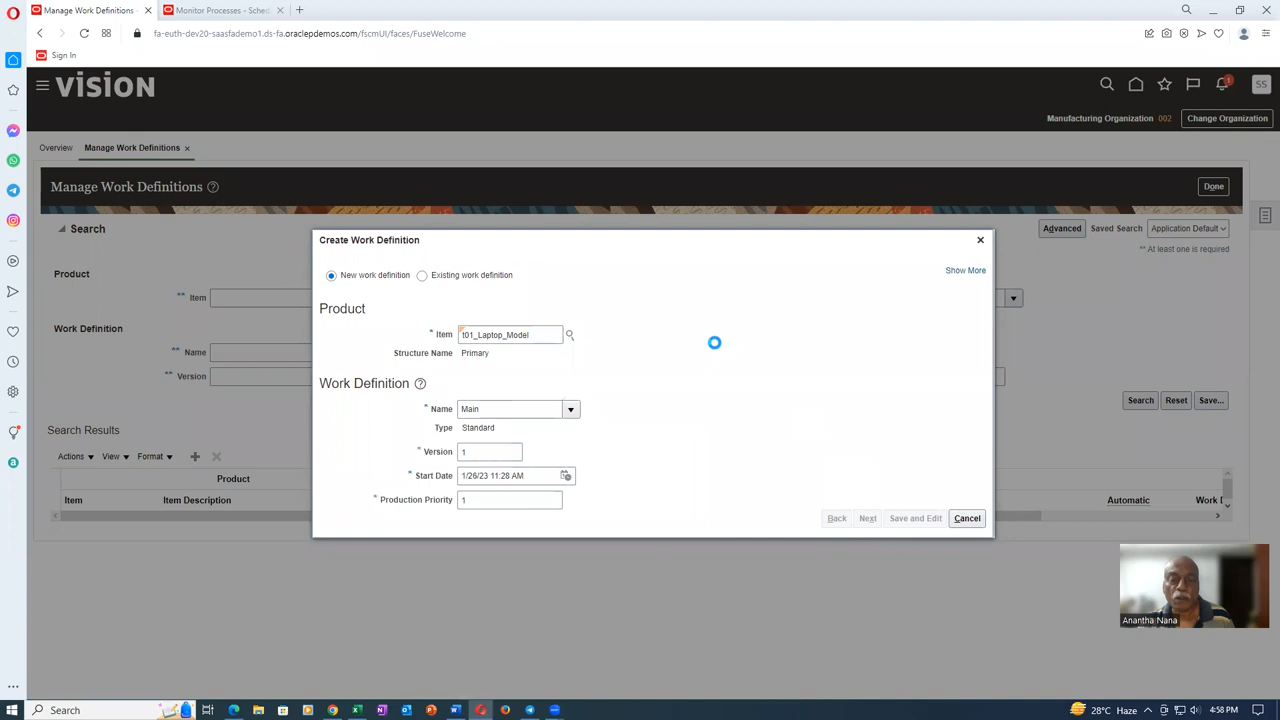 Manage Work Definitions -
Monitor Processes - Sched
fa-euth-dev20-saasfademo1.ds-fa.oraclepdemos.com/fscmUI/faces/FuseWelcome
Sign In
VISION
1
SS
Manufacturing Organization 002
Change Organization
Overview
Manage Work Definitions
Manage Work Definitions
Done
Search
Advanced
Saved Search
Application Default
** At least one is required
Product
** Item
Work Definition
** Name
** Version
Search
Reset
Save...
Search Results
Actions
View
Format
Product
Item
Item Description
Automatic
Work D
Create Work Definition
New work definition
Existing work definition
Show More
Product
* Item
t01_Laptop_Model
Structure Name
Primary
Work Definition
* Name
Main
Type
Standard
* Version
1
* Start Date
1/26/23 11:28 AM
* Production Priority
1
Back
Next
Save and Edit
Cancel
Anantha Nana
Search
28°C Haze
4:58 PM